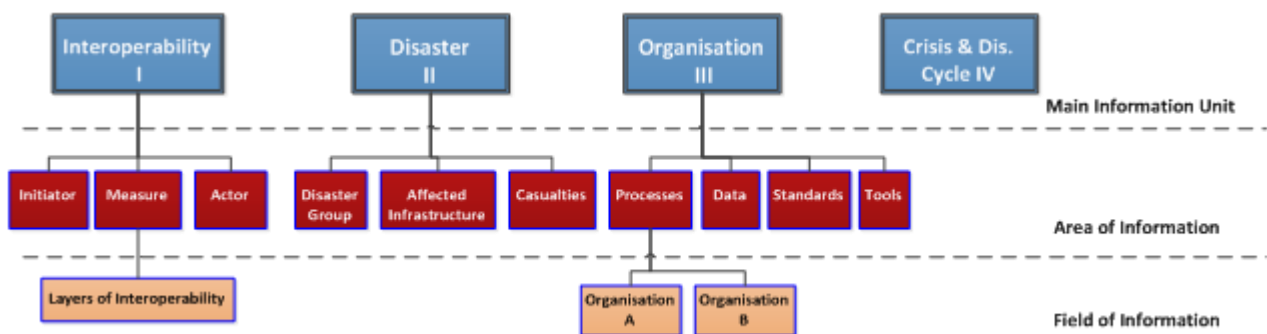 Interoperability
I
Disaster
II
Organisation
III
Crisis & Dis.
Cycle IV
Main Information Unit
Initiator
Measure
Actor
Disaster
Group
Affected
Infrastructure
Casualties
Processes
Data
Standards
Tools
Area of Information
Layers of Interoperability
Organisation
A
Organisation
B
Field of Information